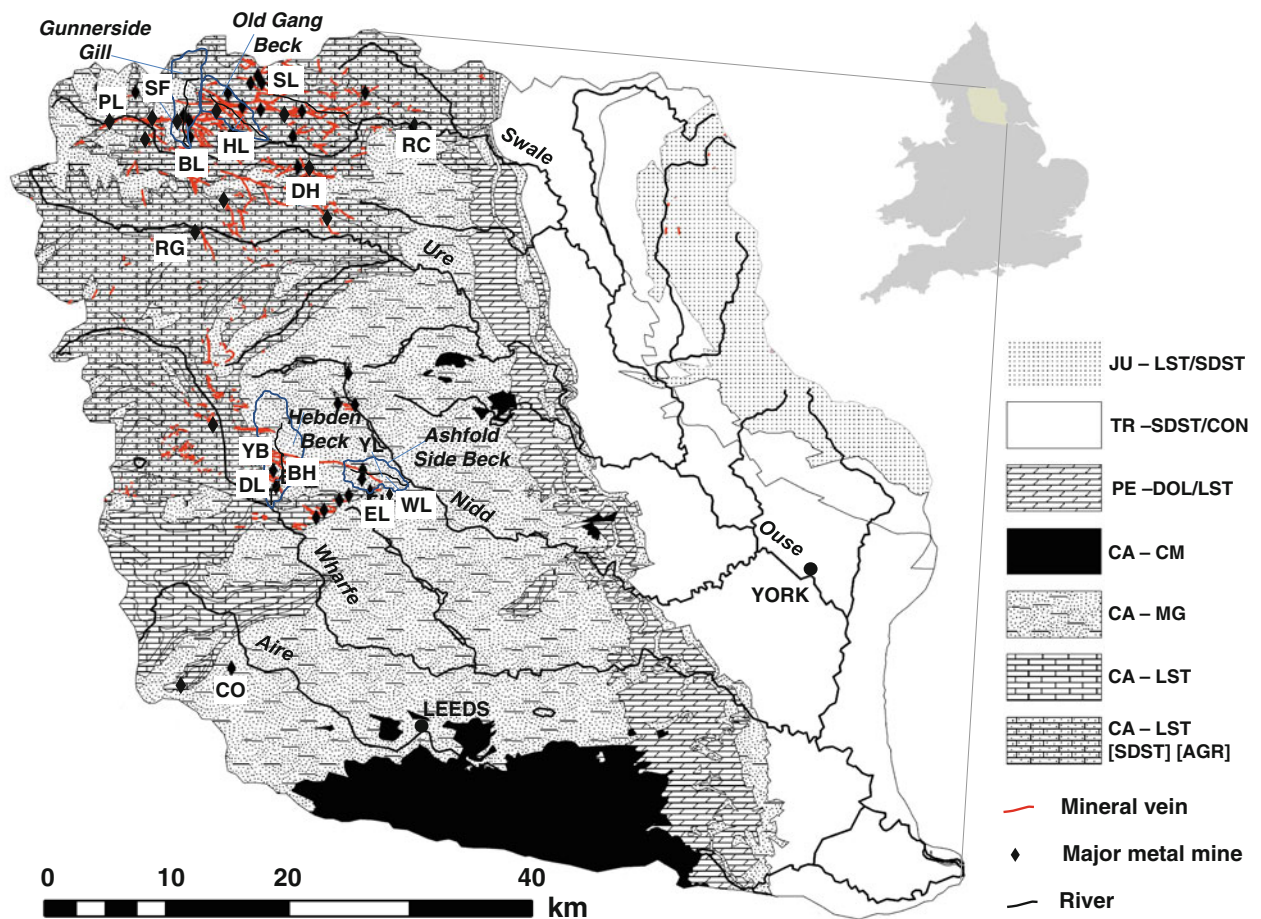 Gunnerside
Gill
Old Gang
Beck
SL
SF
PL
HL
BL
RC
DH
RG
Swale
Ure
Hebden
Beck
YL
Ashfold
Side Beck
YB
BH
DL
EL
WL
Nidd
Wharfe
Ouse
YORK
Aire
CO
LEEDS
JU – LST/SDST
TR –SDST/CON
PE –DOL/LST
CA – CM
CA – MG
CA – LST
CA – LST
[SDST] [AGR]
Mineral vein
Major metal mine
River
0 10 20 40
km